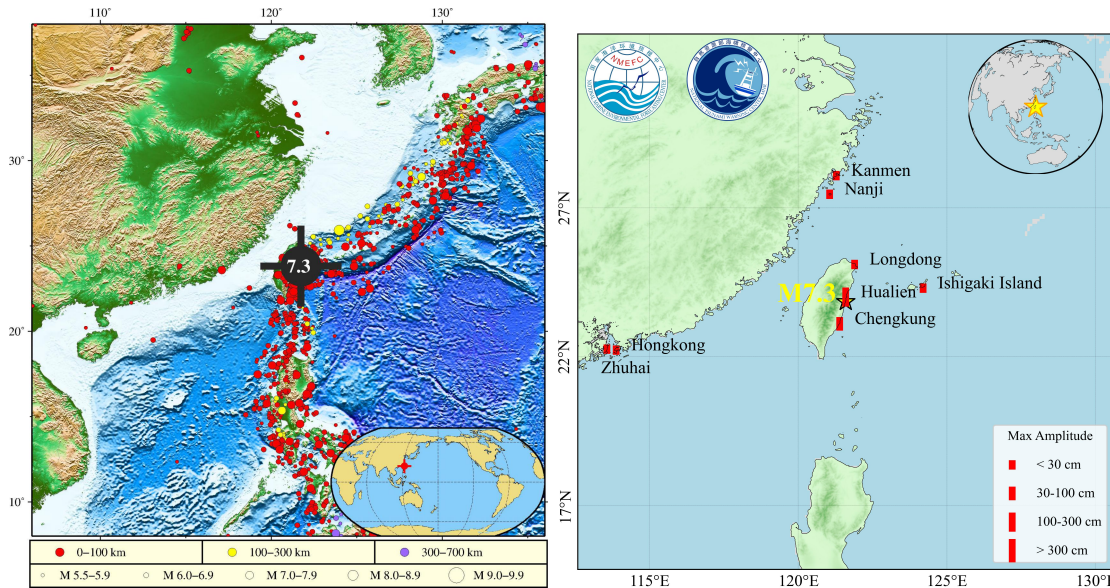 110°
120°
130°
30°
20°
10°
7.3
0–100 km
100–300 km
300–700 km
M 5.5–5.9
M 6.0–6.9
M 7.0–7.9
M 8.0–8.9
M 9.0–9.9
NMEFC
27°N
22°N
17°N
115°E
120°E
125°E
130°E
Kanmen
Nanji
Longdong
M7.3
Hualien
Ishigaki Island
Chengkung
Hongkong
Zhuhai
Max Amplitude
< 30 cm
30-100 cm
100-300 cm
> 300 cm